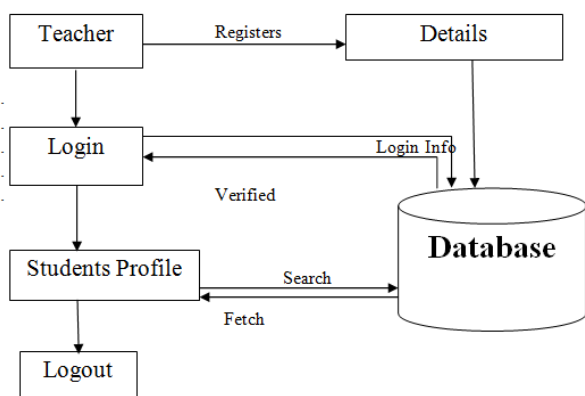 Teacher
Registers
Details
Login
Login Info
Verified
Database
Students Profile
Search
Fetch
Logout